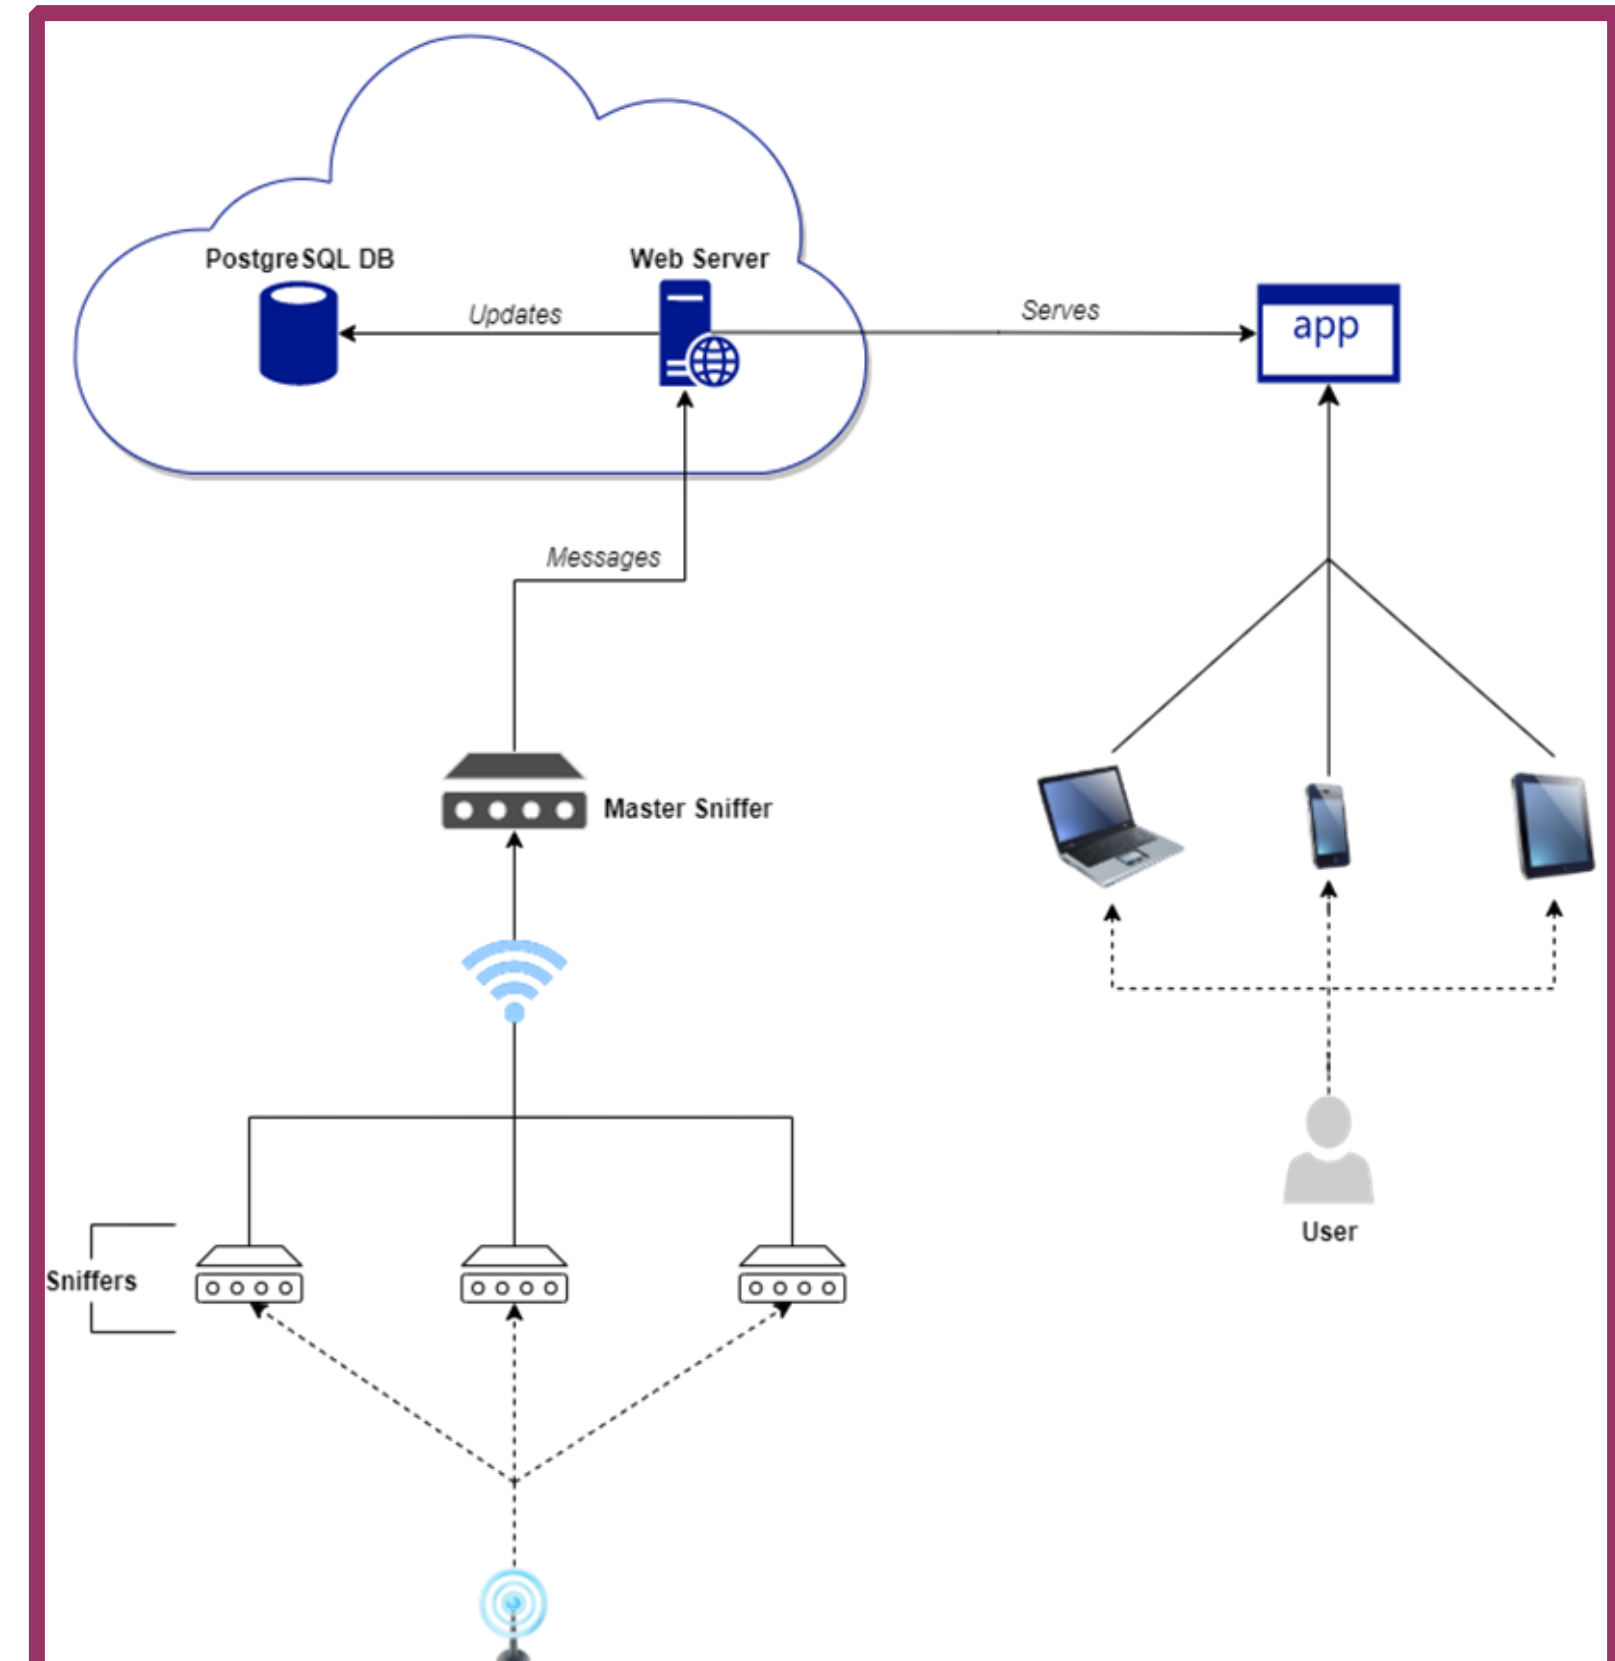 PostgreSQL DB
Web Server
Updates
Serves
app
Messages
Master Sniffer
Sniffers
User